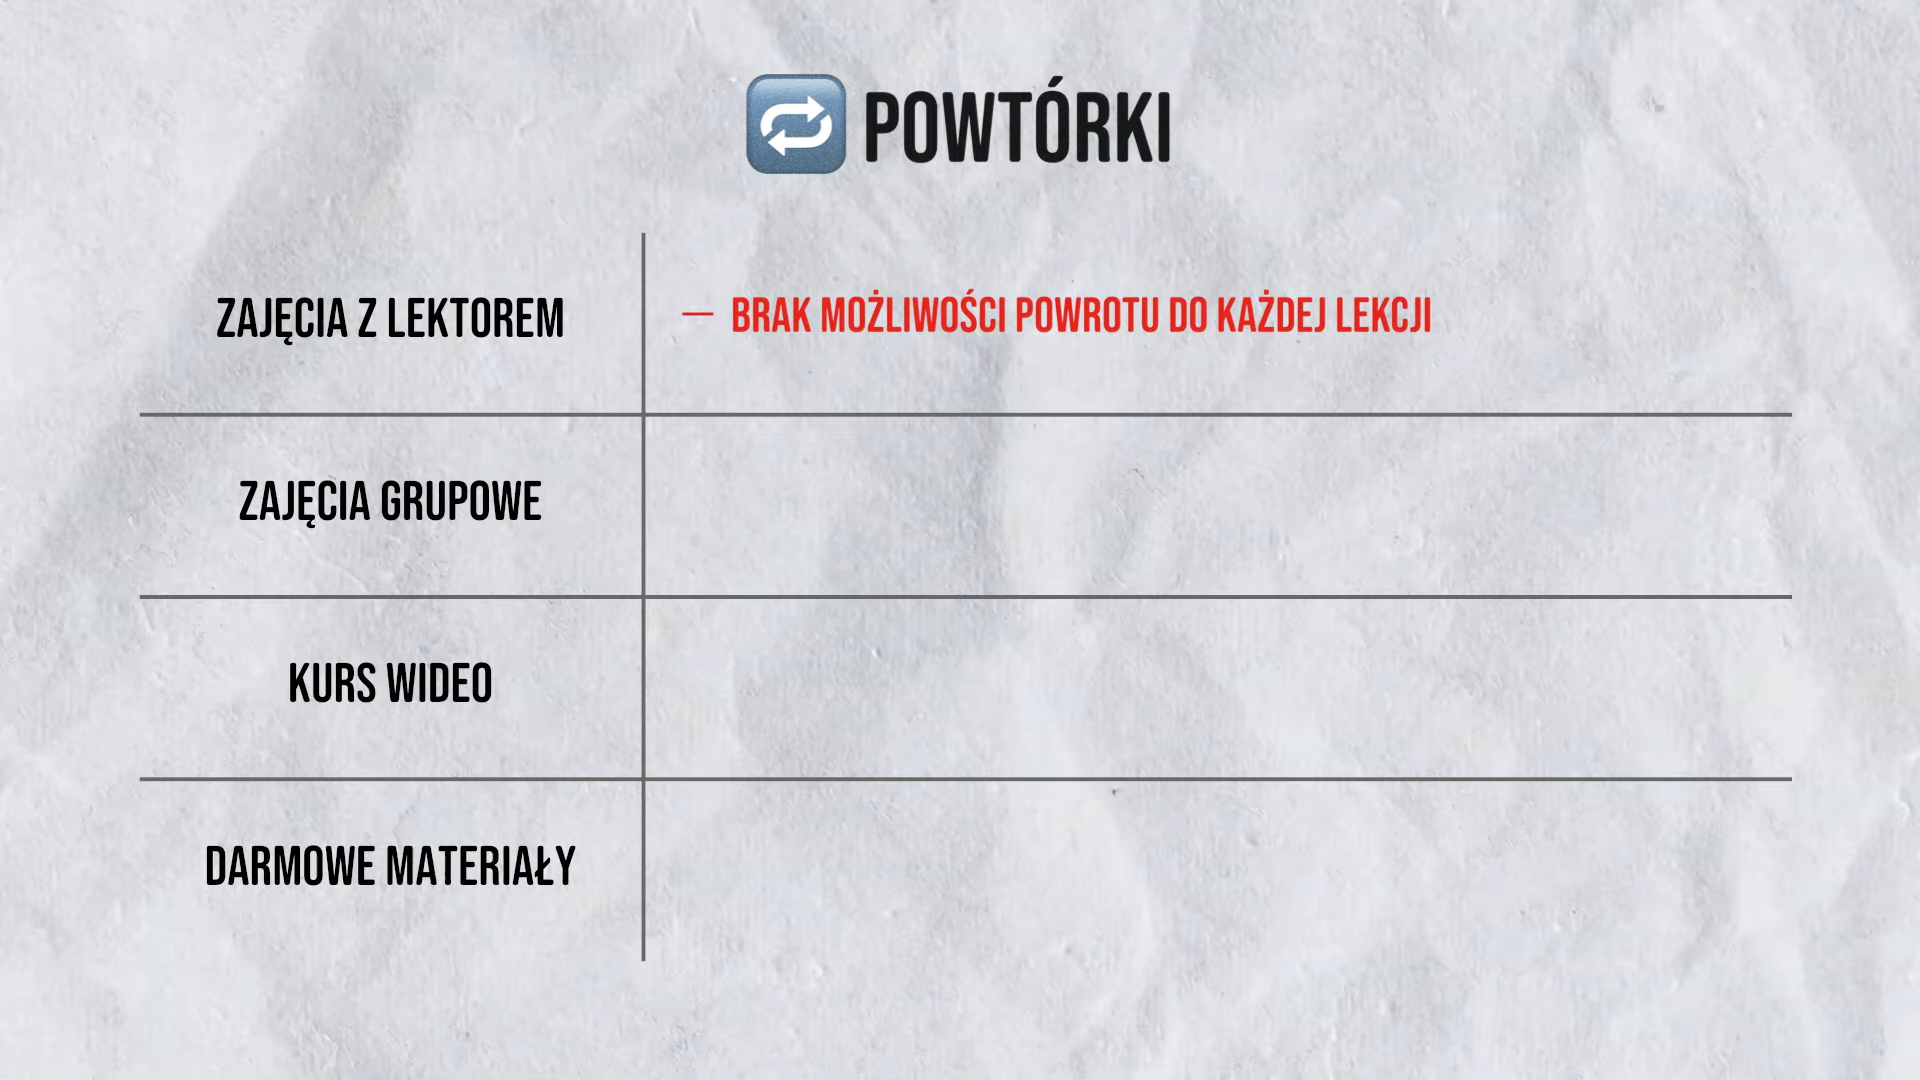 POWTÓRKI
ZAJĘCIA Z LEKTOREM
— BRAK MOŻLIWOŚCI POWROTU DO KAŻDEJ LEKCJI
ZAJĘCIA GRUPOWE
KURS WIDEO
DARMOWE MATERIAŁY